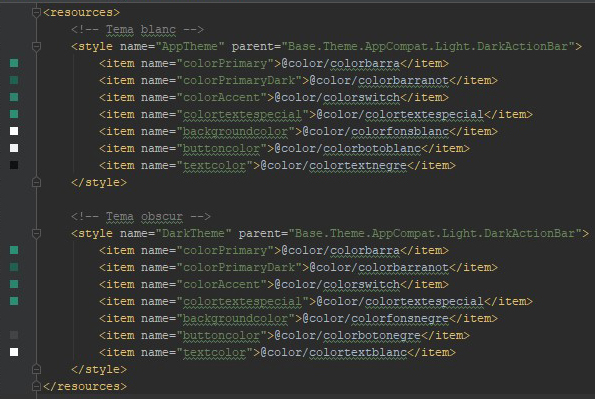 <resources>
<!-- Tema blanc -->
<style name="AppTheme" parent="Base.Theme.AppCompat.Light.DarkActionBar">
<item name="colorPrimary">@color/colorbarra</item>
<item name="colorPrimaryDark">@color/colorbarranot</item>
<item name="colorAccent">@color/colorswitch</item>
<item name="colortextespecial">@color/colortextespecial</item>
<item name="backgroundcolor">@color/colorfonsblanc</item>
<item name="buttoncolor">@color/colorbotoblanc</item>
<item name="textcolor">@color/colortextnegre</item>
</style>
<!-- Tema obscur -->
<style name="DarkTheme" parent="Base.Theme.AppCompat.Light.DarkActionBar">
<item name="colorPrimary">@color/colorbarra</item>
<item name="colorPrimaryDark">@color/colorbarranot</item>
<item name="colorAccent">@color/colorswitch</item>
<item name="colortextespecial">@color/colortextespecial</item>
<item name="backgroundcolor">@color/colorfonsnegre</item>
<item name="buttoncolor">@color/colorbotonegre</item>
<item name="textcolor">@color/colortextblanc</item>
</style>
</resources>